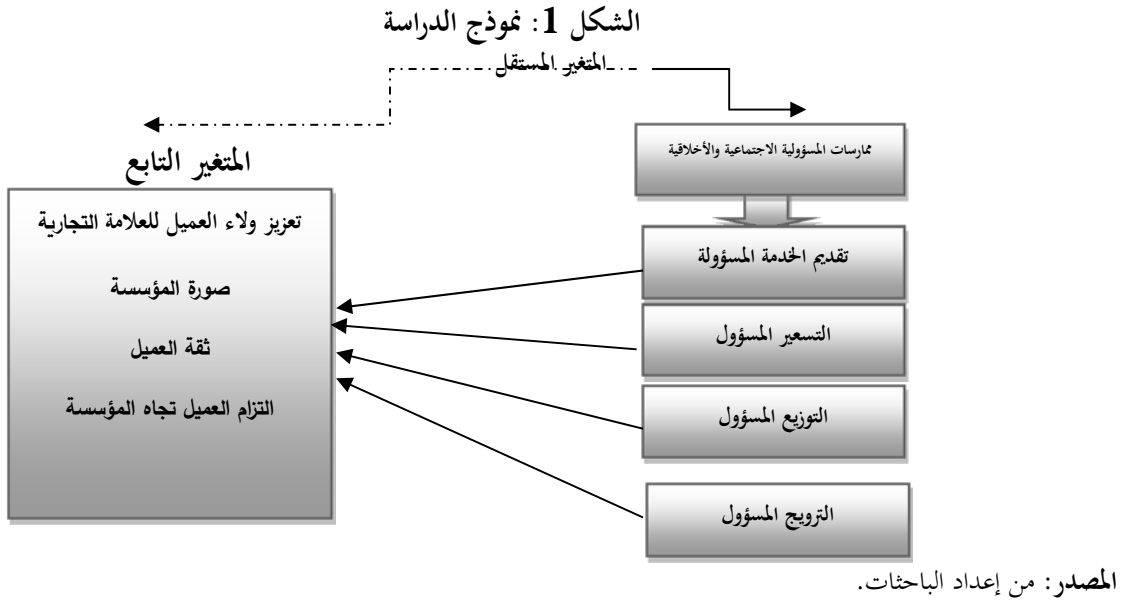 الشكل 1: نموذج الدراسة
المتغير المستقل
ممارسات المسؤولية الاجتماعية والأخلاقية
تقديم الخدمة المسؤولة
التسعير المسؤول
التوزيع المسؤول
الترويج المسؤول
المتغير التابع
تعزيز ولاء العميل للعلامة التجارية
صورة المؤسسة
ثقة العميل
التزام العميل تجاه المؤسسة
المصدر: من إعداد الباحثات.